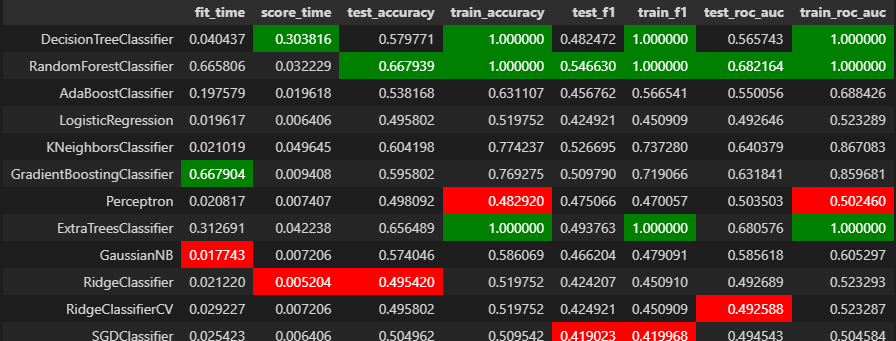 fit_time score_time test_accuracy train_accuracy test_f1 train_f1 test_roc_auc train_roc_auc
DecisionTreeClassifier 0.040437 0.303816 0.579771 1.000000 0.482472 1.000000 0.565743 1.000000
RandomForestClassifier 0.665806 0.032229 0.667939 1.000000 0.546630 1.000000 0.682164 1.000000
AdaBoostClassifier 0.197579 0.019618 0.538168 0.631107 0.456762 0.566541 0.550056 0.688426
LogisticRegression 0.019617 0.006406 0.495802 0.519752 0.424921 0.450909 0.492646 0.523289
KNeighborsClassifier 0.021019 0.049645 0.604198 0.774237 0.526695 0.737280 0.640379 0.867083
GradientBoostingClassifier 0.667904 0.009408 0.595802 0.769275 0.509790 0.719066 0.631841 0.859681
Perceptron 0.020817 0.007407 0.498092 0.482920 0.475066 0.470057 0.503503 0.502460
ExtraTreesClassifier 0.312691 0.042238 0.656489 1.000000 0.493763 1.000000 0.680576 1.000000
GaussianNB 0.017743 0.007206 0.574046 0.586069 0.466204 0.479091 0.585618 0.605297
RidgeClassifier 0.021220 0.005204 0.495420 0.519752 0.424207 0.450910 0.492689 0.523293
RidgeClassifierCV 0.029227 0.007206 0.495802 0.519752 0.424921 0.450909 0.492588 0.523287
SGDClassifier 0.025423 0.006406 0.504962 0.509542 0.419023 0.419968 0.494543 0.504584